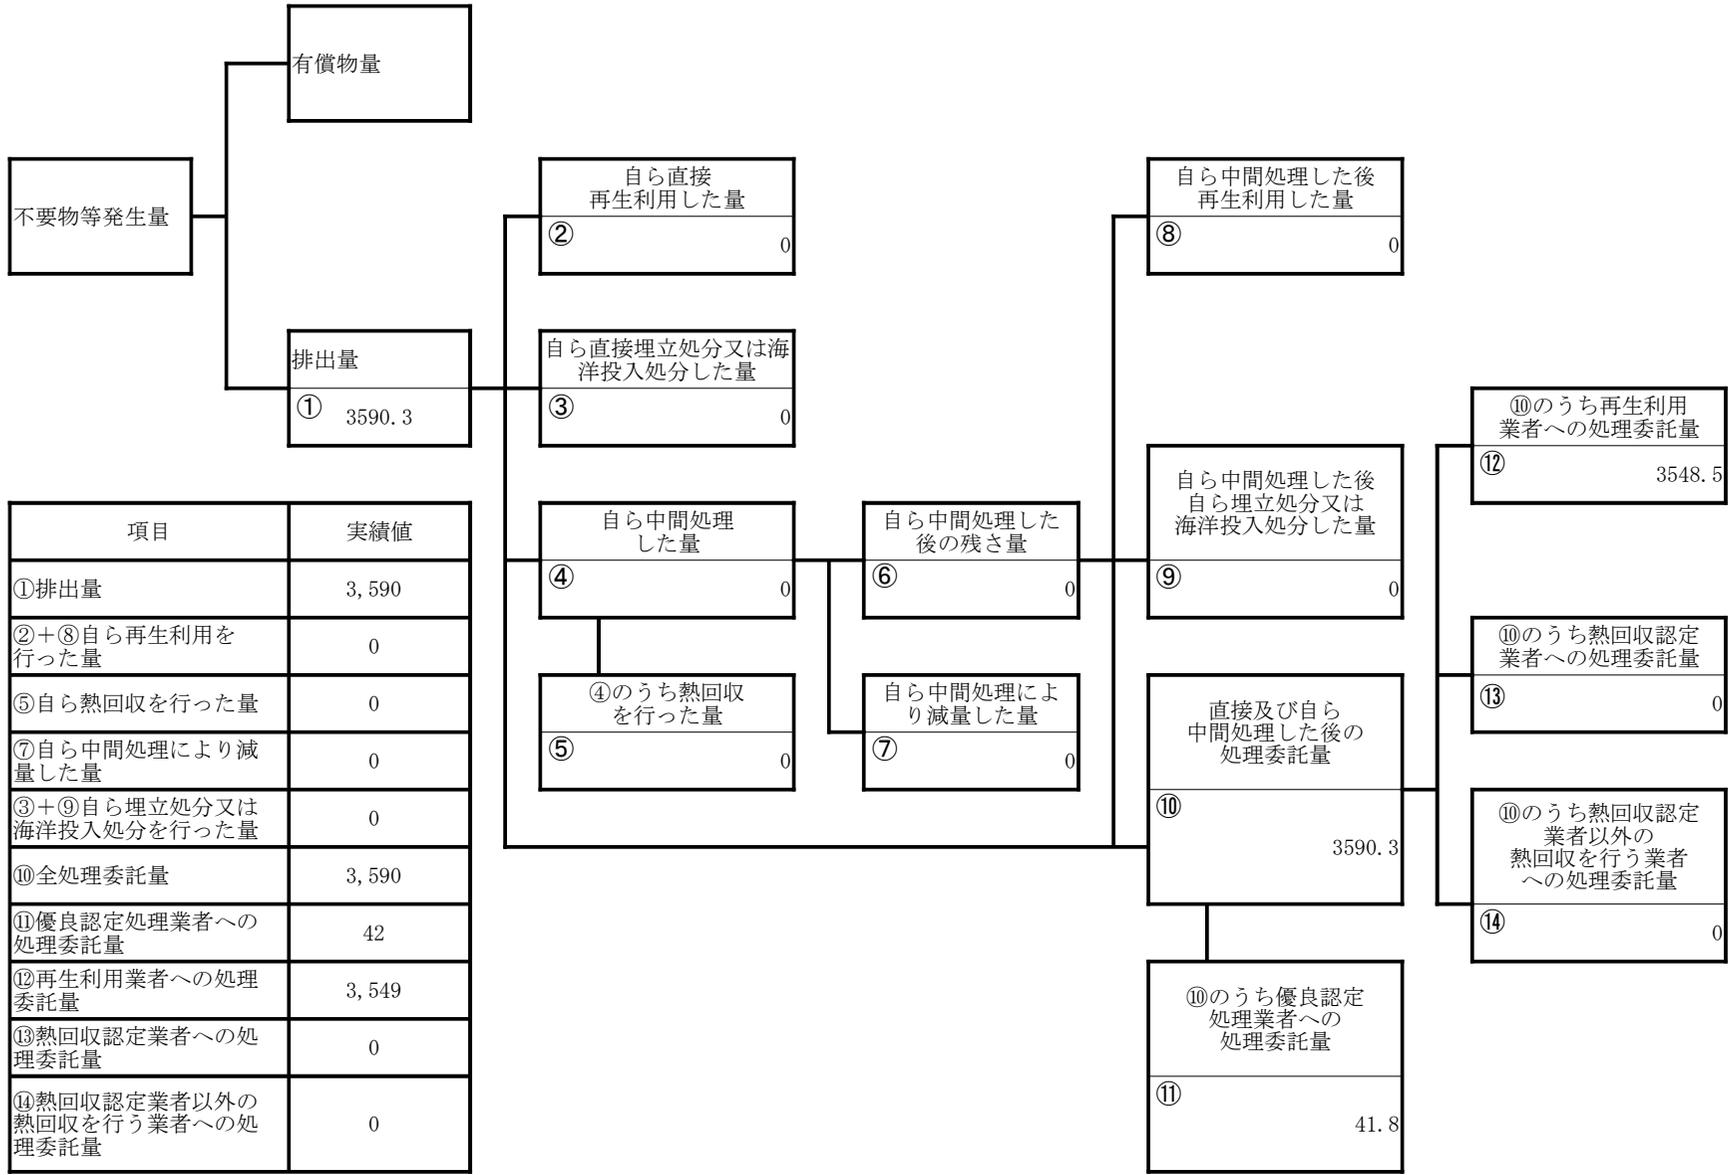 有償物量
不要物等発生量
自ら直接
再生利用した量
②
0
自ら中間処理した後
再生利用した量
⑧
0
排出量
① 3590.3
自ら直接埋立処分又は海
洋投入処分した量
③
0
⑩のうち再生利用
業者への処理委託量
⑫
3548.5
自ら中間処理
した量
④
0
自ら中間処理した
後の残さ量
⑥
0
自ら中間処理した後
自ら埋立処分又は
海洋投入処分した量
⑨
0
⑩のうち熱回収認定
業者への処理委託量
⑬
0
④のうち熱回収
を行った量
⑤
0
自ら中間処理によ
り減量した量
⑦
0
直接及び自ら
中間処理した後の
処理委託量
⑩
3590.3
⑩のうち熱回収認定
業者以外の
熱回収を行う業者
への処理委託量
⑭
0
⑩のうち優良認定
処理業者への
処理委託量
⑪
41.8
項目 実績値
①排出量 3,590
②＋⑧自ら再生利用を
行った量 0
⑤自ら熱回収を行った量 0
⑦自ら中間処理により減
量した量 0
③＋⑨自ら埋立処分又は
海洋投入処分を行った量 0
⑩全処理委託量 3,590
⑪優良認定処理業者への
処理委託量 42
⑫再生利用業者への処理
委託量 3,549
⑬熱回収認定業者への処
理委託量 0
⑭熱回収認定業者以外の
熱回収を行う業者への処
理委託量 0